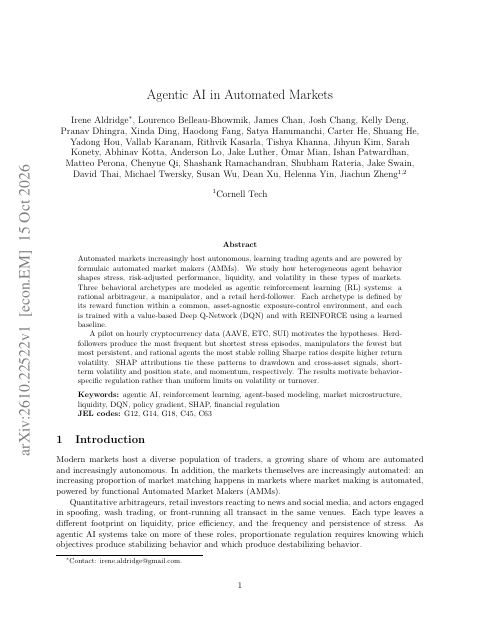 arXiv:2610.22522v1 [econ.EM] 15 Oct 2026
Agentic AI in Automated Markets
Irene Aldridge*, Lourenco Belleau-Bhowmik, James Chan, Josh Chang, Kelly Deng,
Pranav Dhingra, Xinda Ding, Haodong Fang, Satya Hanumanchi, Carter He, Shuang He,
Yadong Hou, Vallab Karanam, Rithvik Kasarla, Tishya Khanna, Jihyun Kim, Sarah
Konety, Abhinav Kotta, Anderson Lo, Jake Luther, Omar Mian, Ishan Patwardhan,
Matteo Perona, Chenyue Qi, Shashank Ramachandran, Shubham Rateria, Jake Swain,
David Thai, Michael Twersky, Susan Wu, Dean Xu, Helenna Yin, Jiachun Zheng1,2
1Cornell Tech
Abstract
Automated markets increasingly host autonomous, learning trading agents and are powered by
formulaic automated market makers (AMMs). We study how heterogeneous agent behavior
shapes stress, risk-adjusted performance, liquidity, and volatility in these types of markets.
Three behavioral archetypes are modeled as agentic reinforcement learning (RL) systems: a
rational arbitrageur, a manipulator, and a retail herd-follower. Each archetype is defined by
its reward function within a common, asset-agnostic exposure-control environment, and each
is trained with a value-based Deep Q-Network (DQN) and with REINFORCE using a learned
baseline.
A pilot on hourly cryptocurrency data (AAVE, ETC, SUI) motivates the hypotheses. Herd-
followers produce the most frequent but shortest stress episodes, manipulators the fewest but
most persistent, and rational agents the most stable rolling Sharpe ratios despite higher return
volatility. SHAP attributions tie these patterns to drawdown and cross-asset signals, short-
term volatility and position state, and momentum, respectively. The results motivate behavior-
specific regulation rather than uniform limits on volatility or turnover.
Keywords: agentic AI, reinforcement learning, agent-based modeling, market microstructure,
liquidity, DQN, policy gradient, SHAP, financial regulation
JEL codes: G12, G14, G18, C45, C63
1 Introduction
Modern markets host a diverse population of traders, a growing share of whom are automated
and increasingly autonomous. In addition, the markets themselves are increasingly automated: an
increasing proportion of market matching happens in markets where market making is automated,
powered by functional Automated Market Makers (AMMs).
Quantitative arbitrageurs, retail investors reacting to news and social media, and actors engaged
in spoofing, wash trading, or front-running all transact in the same venues. Each type leaves a
different footprint on liquidity, price efficiency, and the frequency and persistence of stress. As
agentic AI systems take on more of these roles, proportionate regulation requires knowing which
objectives produce stabilizing behavior and which produce destabilizing behavior.
*Contact: irene.aldridge@gmail.com.
1